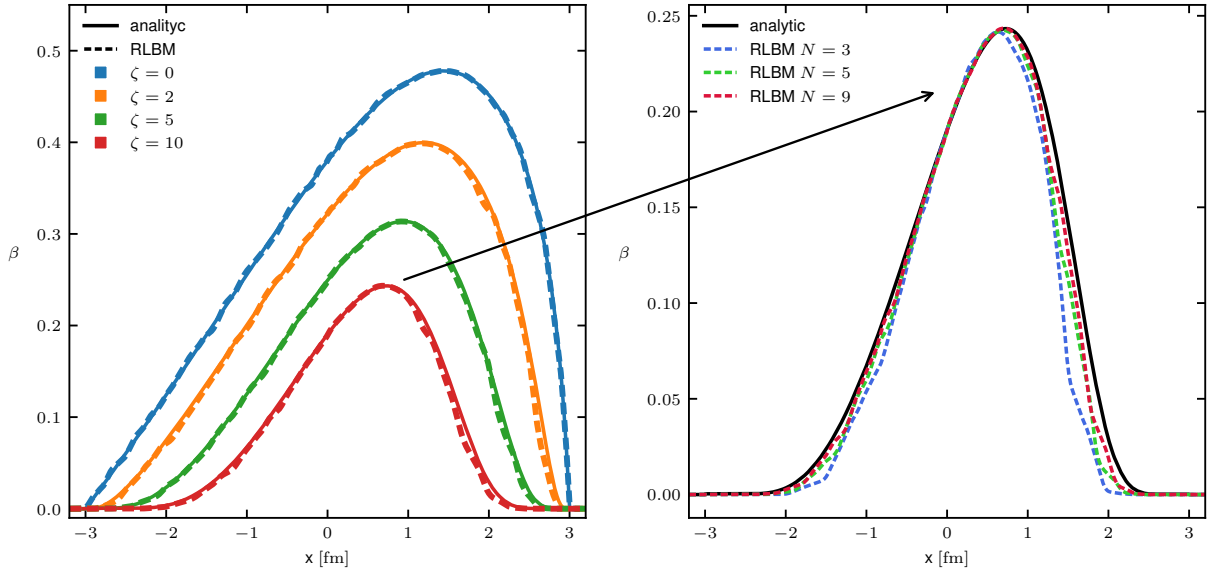 analityc
RLBM
ζ = 0
ζ = 2
ζ = 5
ζ = 10
0.5
0.4
0.3
0.2
0.1
0.0
β
−3
−2
−1
0
1
2
3
x [fm]
analytic
RLBM N = 3
RLBM N = 5
RLBM N = 9
0.25
0.20
0.15
0.10
0.05
0.00
β
−3
−2
−1
0
1
2
3
x [fm]